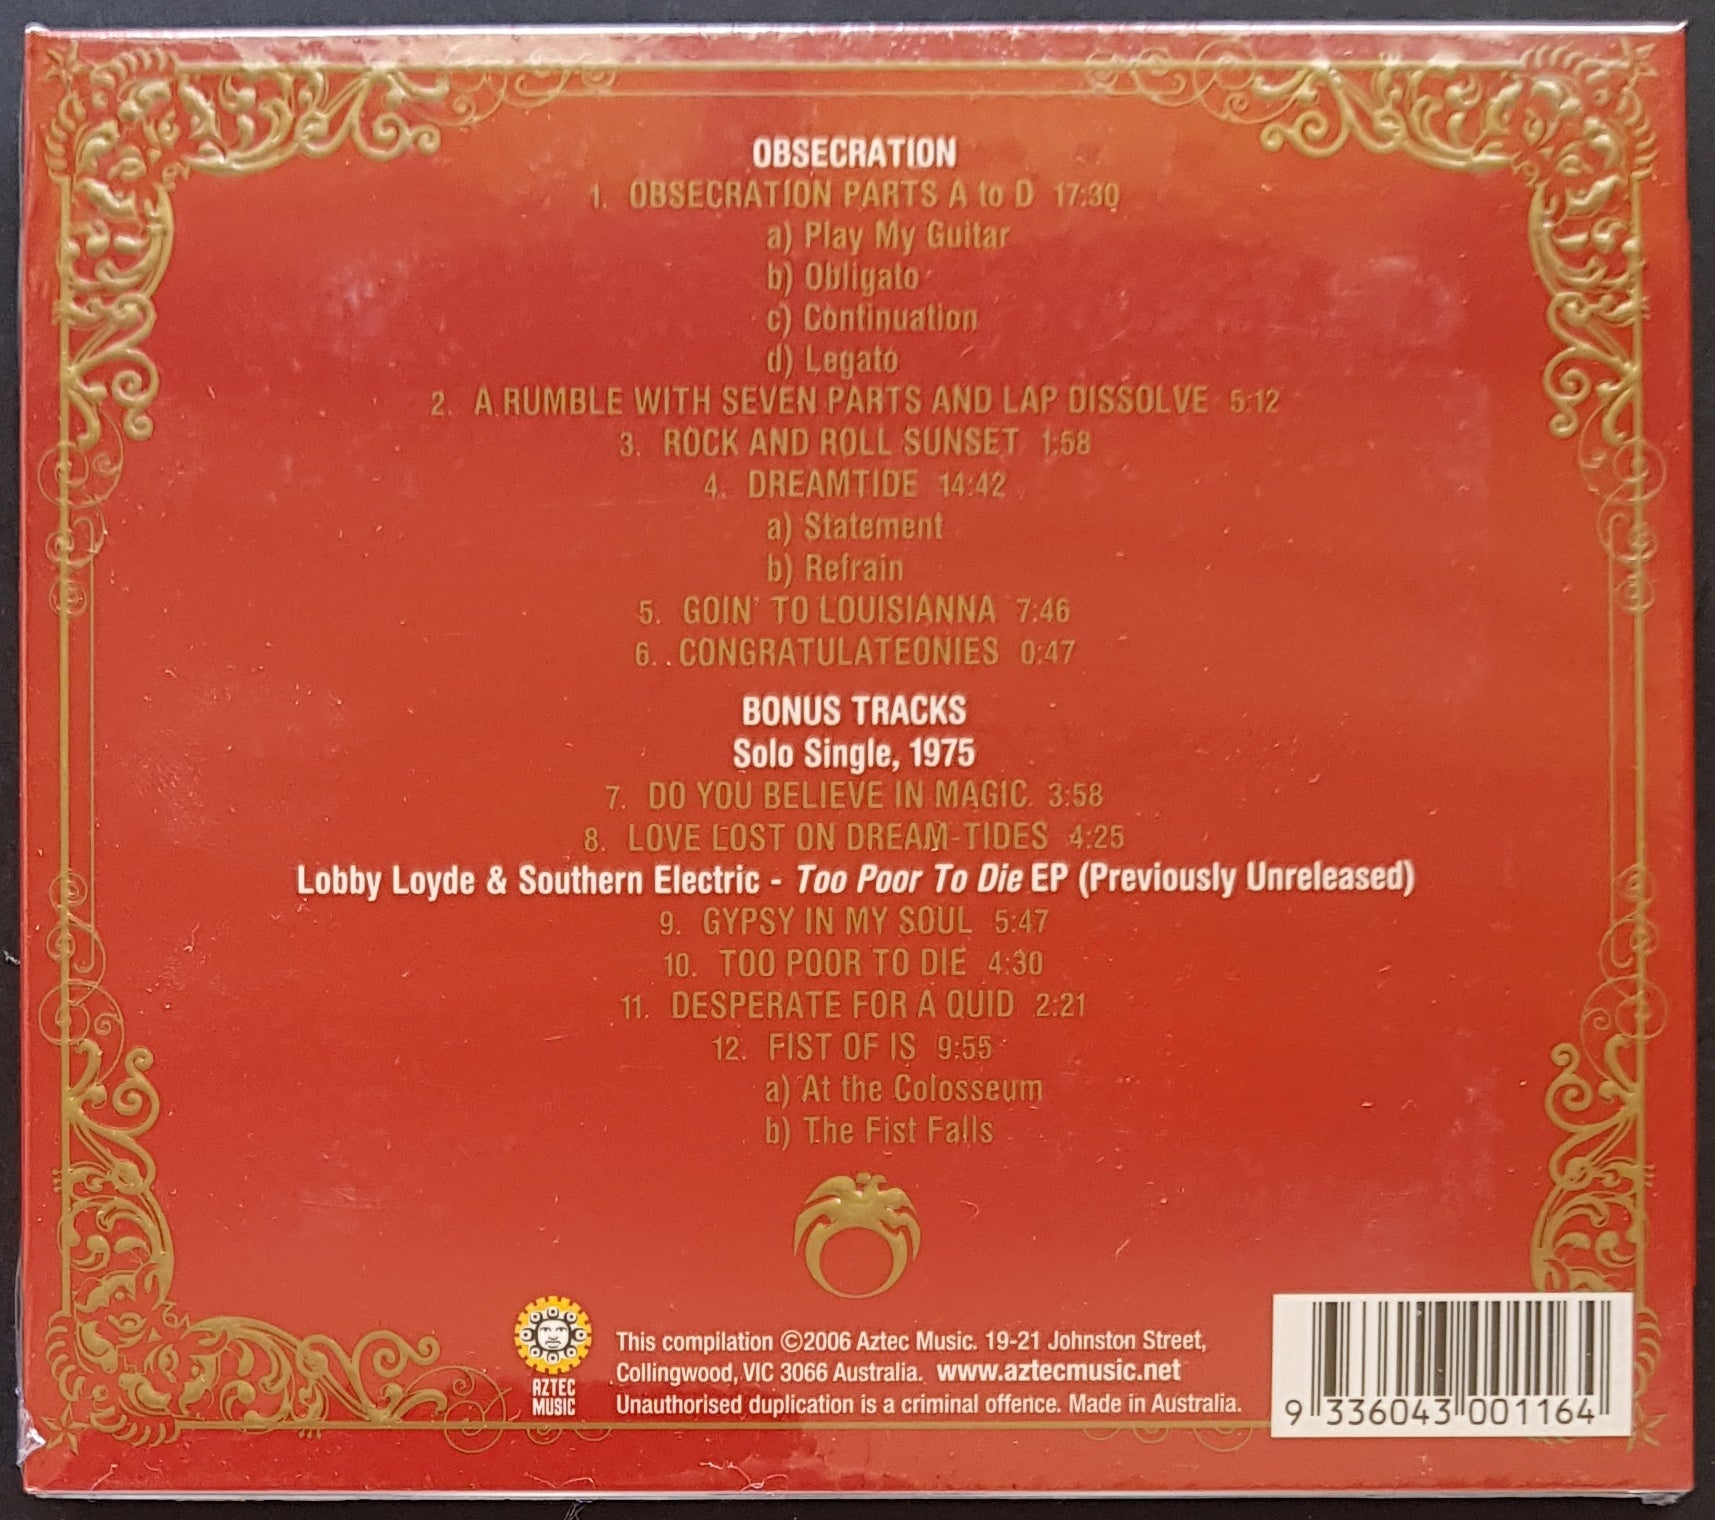 OBSECRATION
1. OBSECRATION PARTS A to D 17:30
a) Play My Guitar
b) Obligato
c) Continuation
d) Legato
2. A RUMBLE WITH SEVEN PARTS AND LAP DISSOLVE 5:12
3. ROCK AND ROLL SUNSET 1:58
4. DREAMTIDE 14:42
a) Statement
b) Refrain
5. GOIN' TO LOUISIANNA 7:46
6. CONGRATULATEONIES 0:47
BONUS TRACKS
Solo Single, 1975
7. DO YOU BELIEVE IN MAGIC 3:58
8. LOVE LOST ON DREAM-TIDES 4:25
Lobby Loyde & Southern Electric - Too Poor To Die EP (Previously Unreleased)
9. GYPSY IN MY SOUL 5:47
10. TOO POOR TO DIE 4:30
11. DESPERATE FOR A QUID 2:21
12. FIST OF IS 9:55
a) At the Colosseum
b) The Fist Falls
AZTEC
MUSIC
This compilation ©2006 Aztec Music. 19-21 Johnston Street,
Collingwood, VIC 3066 Australia. www.aztecmusic.net
Unauthorised duplication is a criminal offence. Made in Australia.
9 336043 001164